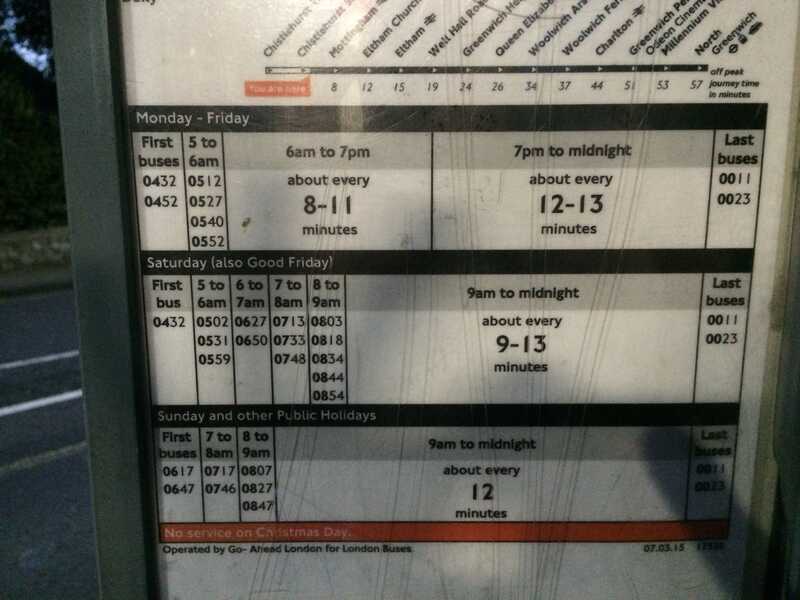 Daily
Chislehurst
Chislehurst
Mottingham
Eltham Church
Eltham
Well Hall
Greenwich
Queen Elizabeth
Woolwich
Woolwich
Charlton
Greenwich
Odeon Cinema
Millennium
North Greenwich
You are here 8 12 15 19 24 26 34 37 44 51 53 57
off peak
journey time
in minutes
Monday - Friday
First buses
0432
0452
5 to 6am
0512
0527
0540
0552
6am to 7pm
about every
8-11
minutes
7pm to midnight
about every
12-13
minutes
Last buses
0011
0023
Saturday (also Good Friday)
First bus
0432
5 to 6am
0502
0531
0559
6 to 7am
0627
0650
7 to 8am
0713
0733
0748
8 to 9am
0803
0818
0834
0844
0854
9am to midnight
about every
9-13
minutes
Last buses
0011
0023
Sunday and other Public Holidays
First buses
0617
0647
7 to 8am
0717
0746
8 to 9am
0807
0827
0847
9am to midnight
about every
12
minutes
Last buses
0011
0023
No service on Christmas Day.
Operated by Go- Ahead London for London Buses
07.03.15